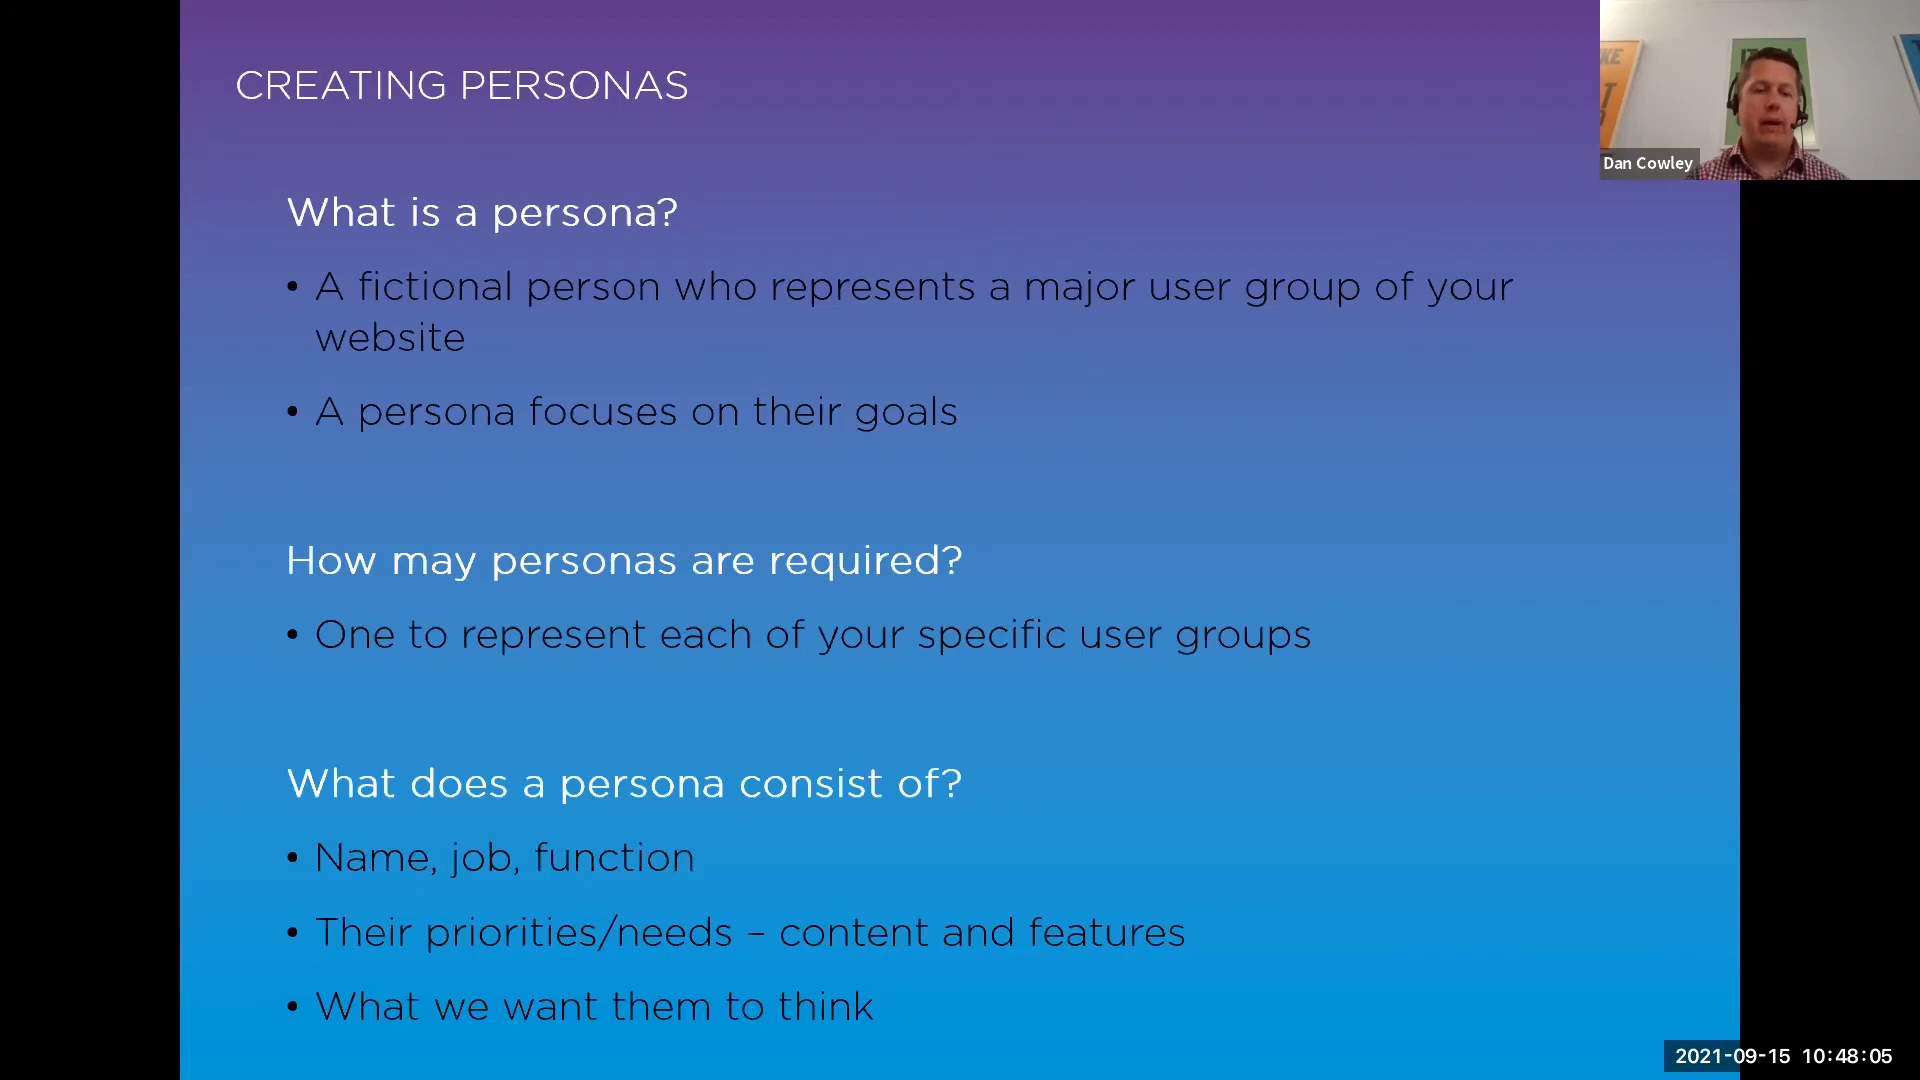 CREATING PERSONAS
What is a persona?
• A fictional person who represents a major user group of your
website
• A persona focuses on their goals
How may personas are required?
• One to represent each of your specific user groups
What does a persona consist of?
• Name, job, function
• Their priorities/needs – content and features
• What we want them to think
Dan Cowley
2021-09-15 10:48:05